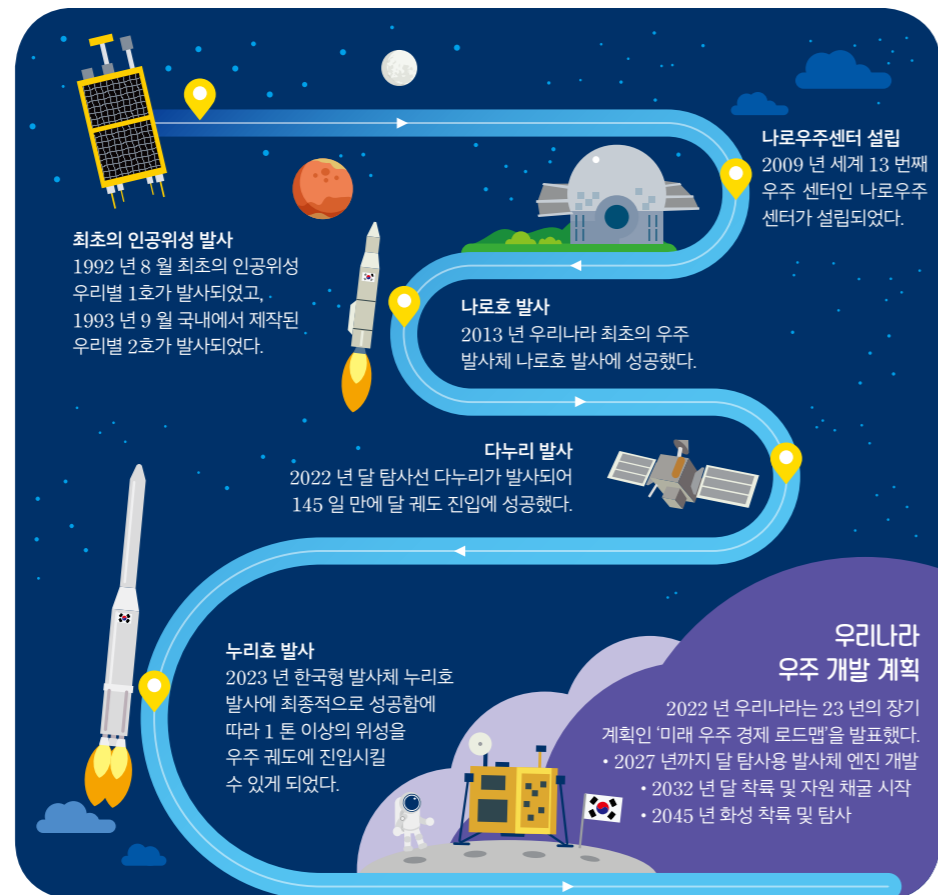 최초의 인공위성 발사
1992 년 8 월 최초의 인공위성
우리별 1호가 발사되었고,
1993 년 9 월 국내에서 제작된
우리별 2호가 발사되었다.
나로우주센터 설립
2009 년 세계 13 번째
우주 센터인 나로우주
센터가 설립되었다.
나로호 발사
2013 년 우리나라 최초의 우주
발사체 나로호 발사에 성공했다.
다누리 발사
2022 년 달 탐사선 다누리가 발사되어
145 일 만에 달 궤도 진입에 성공했다.
누리호 발사
2023 년 한국형 발사체 누리호
발사에 최종적으로 성공함에
따라 1 톤 이상의 위성을
우주 궤도에 진입시킬
수 있게 되었다.
우리나라
우주 개발 계획
2022 년 우리나라는 23 년의 장기
계획인 ‘미래 우주 경제 로드맵’을 발표했다.
• 2027 년까지 달 탐사용 발사체 엔진 개발
• 2032 년 달 착륙 및 자원 채굴 시작
• 2045 년 화성 착륙 및 탐사